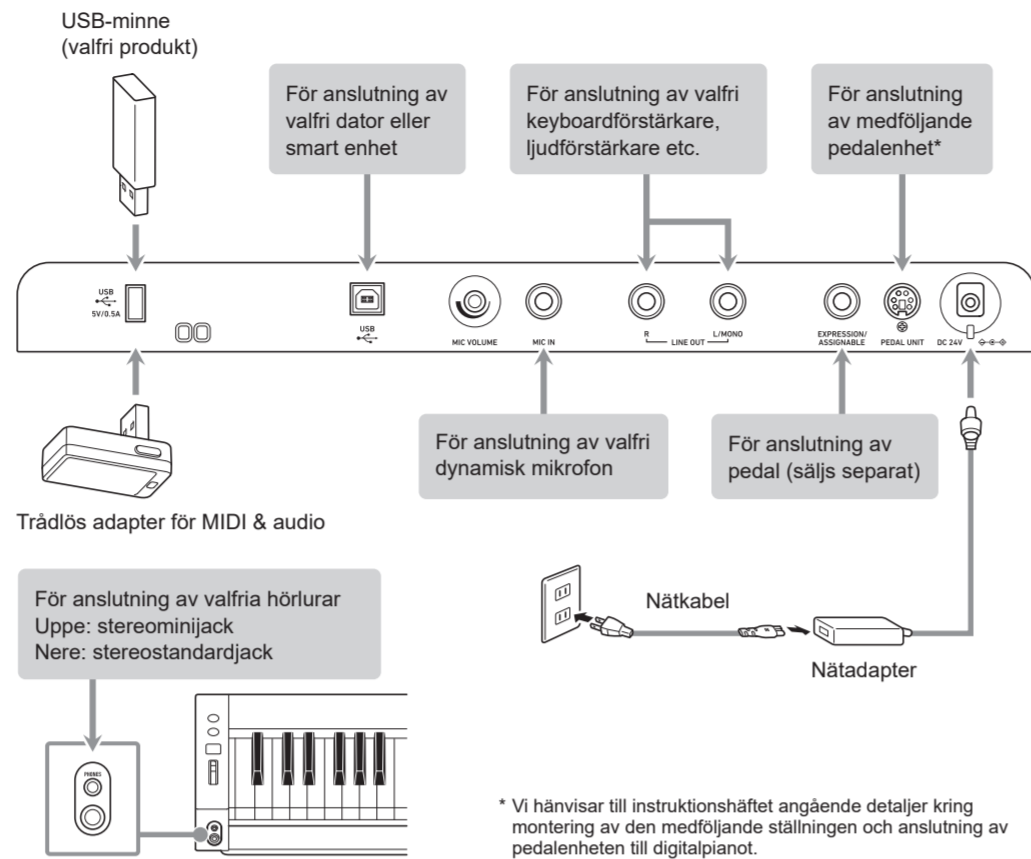 USB-minne
(valfri produkt)
För anslutning av
valfri dator eller
smart enhet
För anslutning av valfri
keyboardförstärkare,
ljudförstärkare etc.
För anslutning
av medföljande
pedalenhet*
USB
5V/0.5A
USB
MIC VOLUME
MIC IN
R
LINE OUT
L/MONO
EXPRESSION/
ASSIGNABLE
PEDAL UNIT
DC 24V
För anslutning av valfri
dynamisk mikrofon
För anslutning av
pedal (säljs separat)
Trådlös adapter för MIDI & audio
För anslutning av valfria hörlurar
Uppe: stereominijack
Nere: stereostandardjack
Nätkabel
Nätadapter
PHONES
* Vi hänvisar till instruktionshäftet angående detaljer kring
montering av den medföljande ställningen och anslutning av
pedalenheten till digitalpianot.